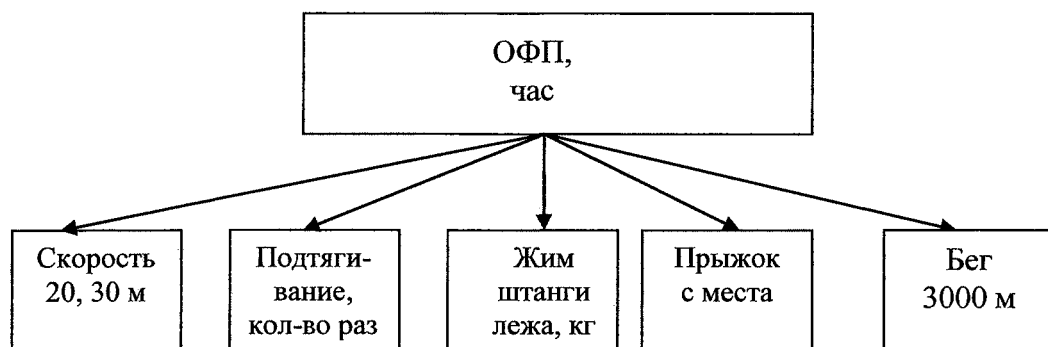 ОФП,
час
Скорость
20, 30 м
Подтяги-
вание,
кол-во раз
Жим
штанги
лежа, кг
Прыжок
с места
Бег
3000 м